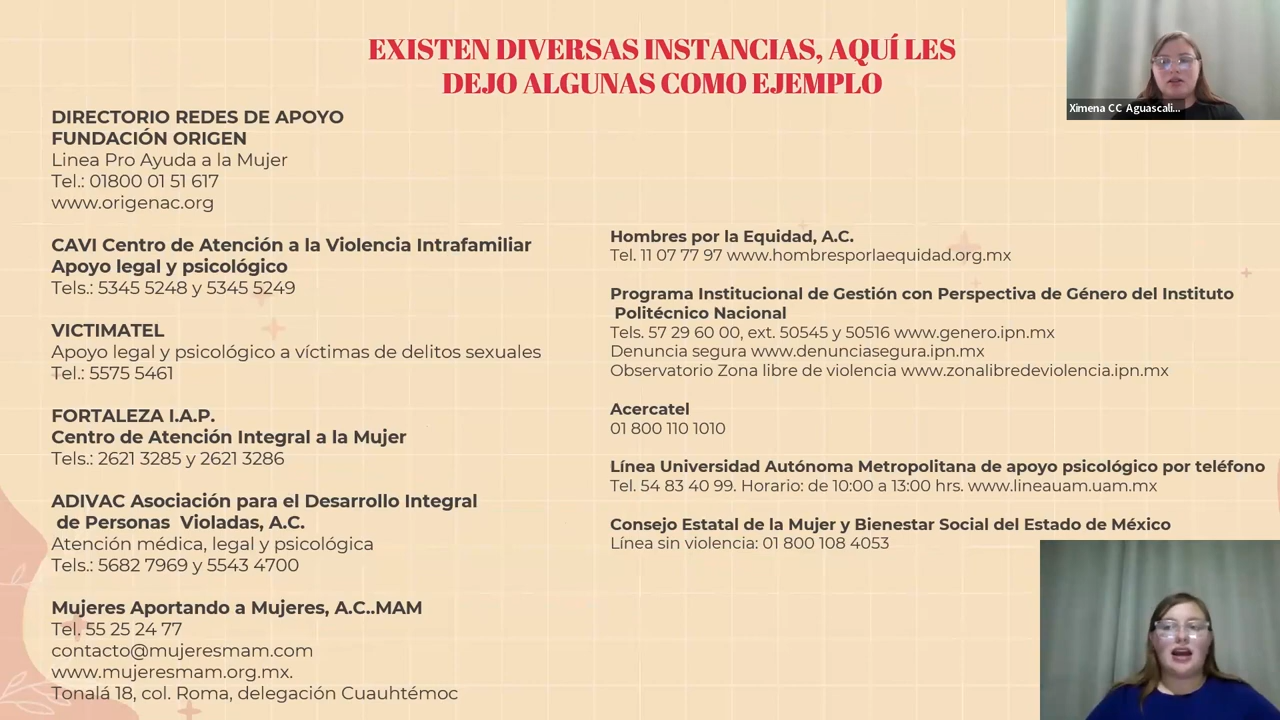 EXISTEN DIVERSAS INSTANCIAS, AQUÍ LES
DEJO ALGUNAS COMO EJEMPLO
Ximena CC Aguascali...
DIRECTORIO REDES DE APOYO
FUNDACIÓN ORIGEN
Linea Pro Ayuda a la Mujer
Tel.: 01800 01 51 617
www.origenac.org
CAVI Centro de Atención a la Violencia Intrafamiliar
Apoyo legal y psicológico
Tels.: 5345 5248 y 5345 5249
VICTIMATEL
Apoyo legal y psicológico a víctimas de delitos sexuales
Tel.: 5575 5461
FORTALEZA I.A.P.
Centro de Atención Integral a la Mujer
Tels.: 2621 3285 y 2621 3286
ADIVAC Asociación para el Desarrollo Integral
de Personas Violadas, A.C.
Atención médica, legal y psicológica
Tels.: 5682 7969 y 5543 4700
Mujeres Aportando a Mujeres, A.C..MAM
Tel. 55 25 24 77
contacto@mujeresmam.com
www.mujeresmam.org.mx.
Tonalá 18, col. Roma, delegación Cuauhtémoc
Hombres por la Equidad, A.C.
Tel. 11 07 77 97 www.hombresporlaequidad.org.mx
Programa Institucional de Gestión con Perspectiva de Género del Instituto
Politécnico Nacional
Tels. 57 29 60 00, ext. 50545 y 50516 www.genero.ipn.mx
Denuncia segura www.denunciasegura.ipn.mx
Observatorio Zona libre de violencia www.zonalibredeviolencia.ipn.mx
Acercatel
01 800 110 1010
Línea Universidad Autónoma Metropolitana de apoyo psicológico por teléfono
Tel. 54 83 40 99. Horario: de 10:00 a 13:00 hrs. www.lineauam.uam.mx
Consejo Estatal de la Mujer y Bienestar Social del Estado de México
Línea sin violencia: 01 800 108 4053